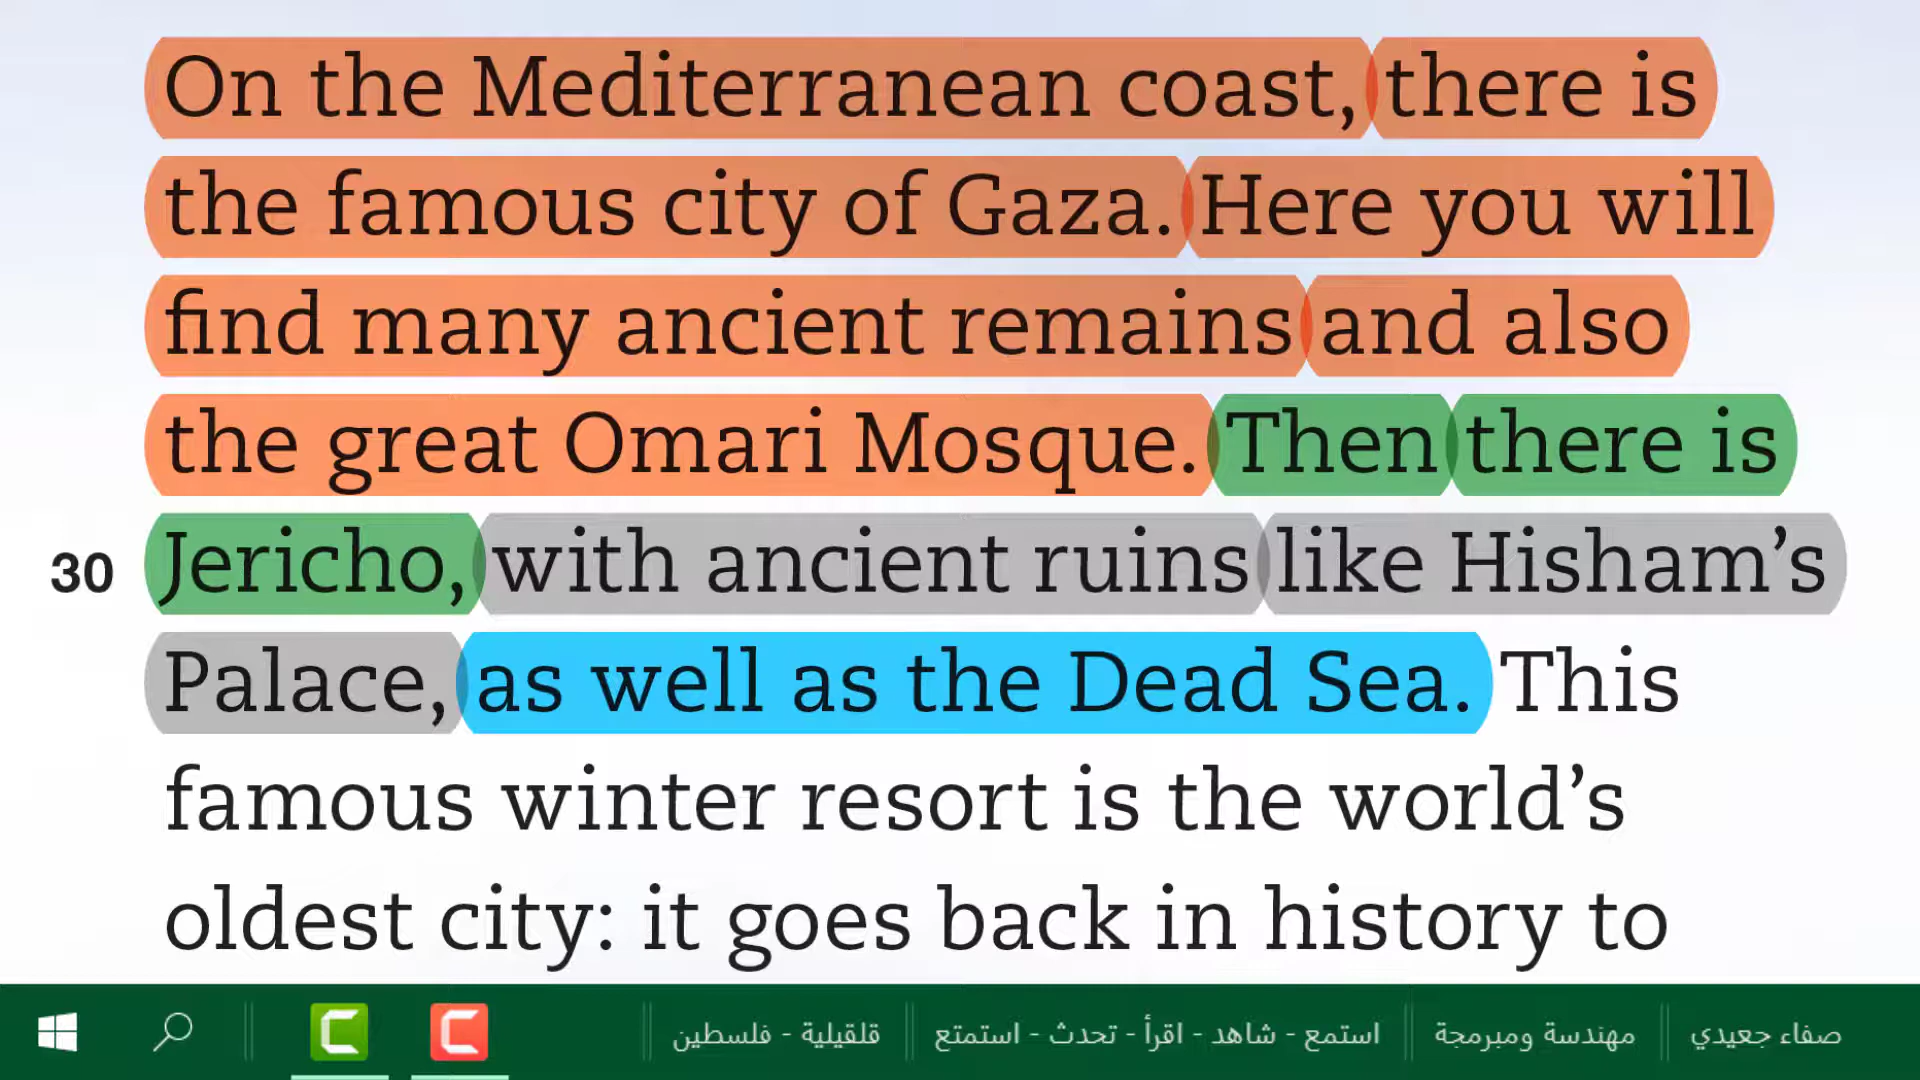 On the Mediterranean coast, there is
the famous city of Gaza. Here you will
find many ancient remains and also
the great Omari Mosque. Then there is
30 Jericho, with ancient ruins like Hisham’s
Palace, as well as the Dead Sea. This
famous winter resort is the world’s
oldest city: it goes back in history to
صفاء جعيدي
مهندسة ومبرمجة
استمع - شاهد - اقرأ - تحدث - استمتع
قلقيلية - فلسطين